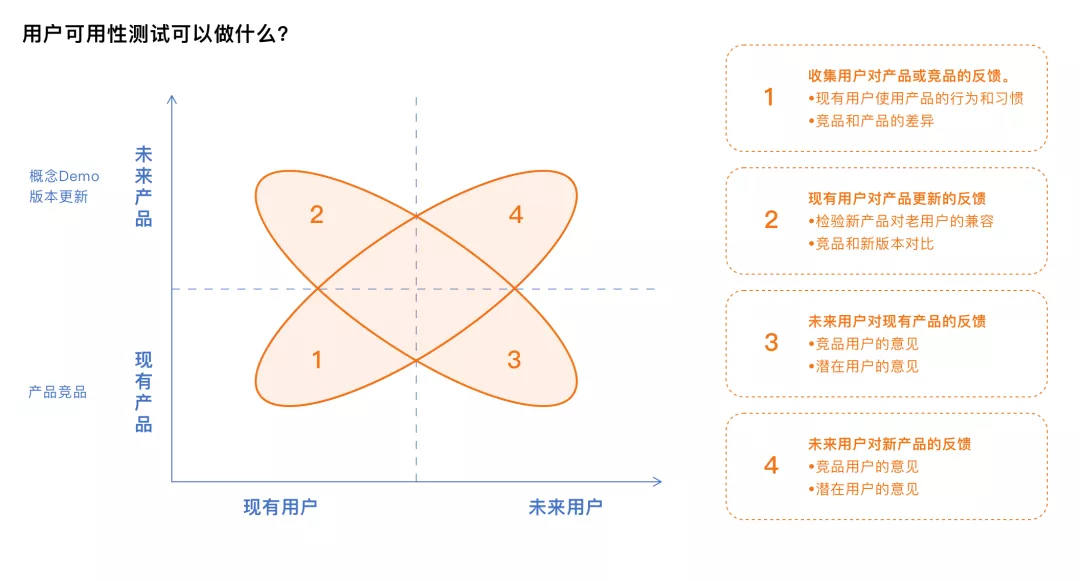 用户可用性测试可以做什么?
概念Demo
版本更新
未来产品
产品竞品
现有产品
2
4
1
3
现有用户
未来用户
1
收集用户对产品或竞品的反馈。
•现有用户使用产品的行为和习惯
•竞品和产品的差异
2
现有用户对产品更新的反馈
•检验新产品对老用户的兼容
•竞品和新版本对比
3
未来用户对现有产品的反馈
•竞品用户的意见
•潜在用户的意见
4
未来用户对新产品的反馈
•竞品用户的意见
•潜在用户的意见